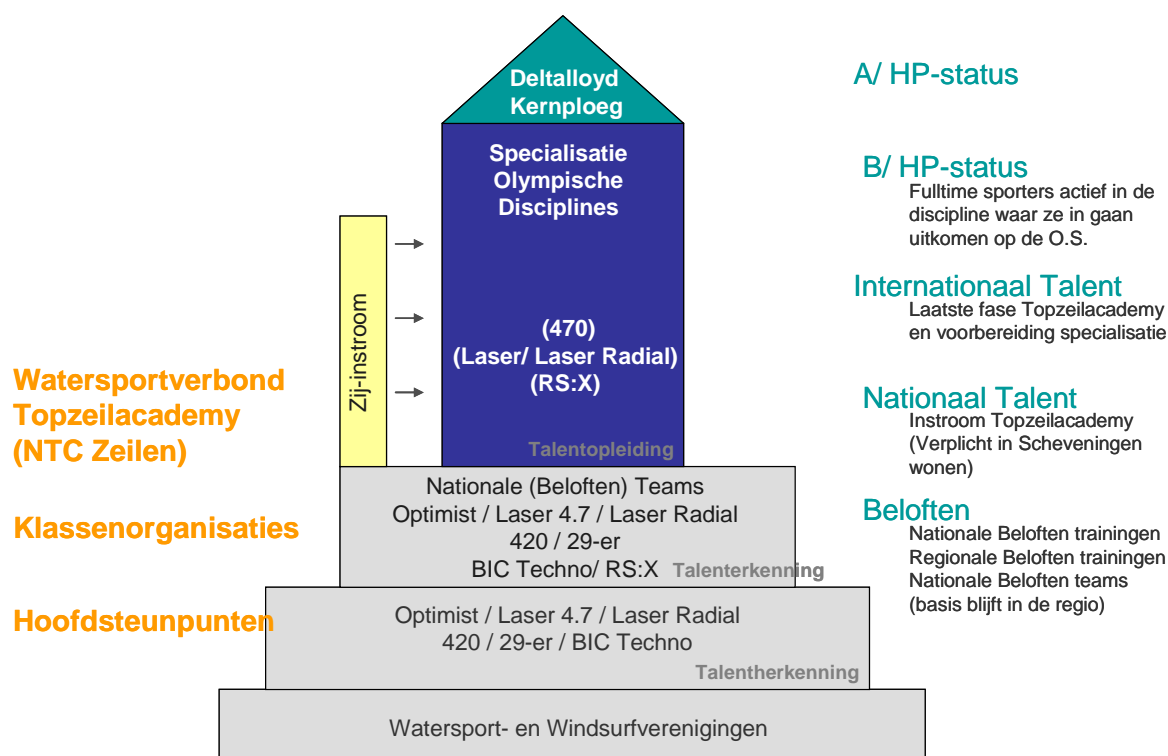 Deltalloyd
Kernploeg
Specialisatie
Olympische
Disciplines
(470)
(Laser/ Laser Radial)
(RS:X)
Talentopleiding
Zij-instroom
Nationale (Beloften) Teams
Optimist / Laser 4.7 / Laser Radial
420 / 29-er
BIC Techno/ RS:X
Talenterkenning
Optimist / Laser 4.7 / Laser Radial
420 / 29-er / BIC Techno
Talentherkenning
Watersport- en Windsurfverenigingen
Watersportverbond
Topzeilacademy
(NTC Zeilen)
Klassenorganisaties
Hoofdsteunpunten
A/ HP-status
B/ HP-status
Fulltime sporters actief in de
discipline waar ze in gaan
uitkomen op de O.S.
Internationaal Talent
Laatste fase Topzeilacademy
en voorbereiding specialisatie
Nationaal Talent
Instroom Topzeilacademy
(Verplicht in Scheveningen
wonen)
Beloften
Nationale Beloften trainingen
Regionale Beloften trainingen
Nationale Beloften teams
(basis blijft in de regio)